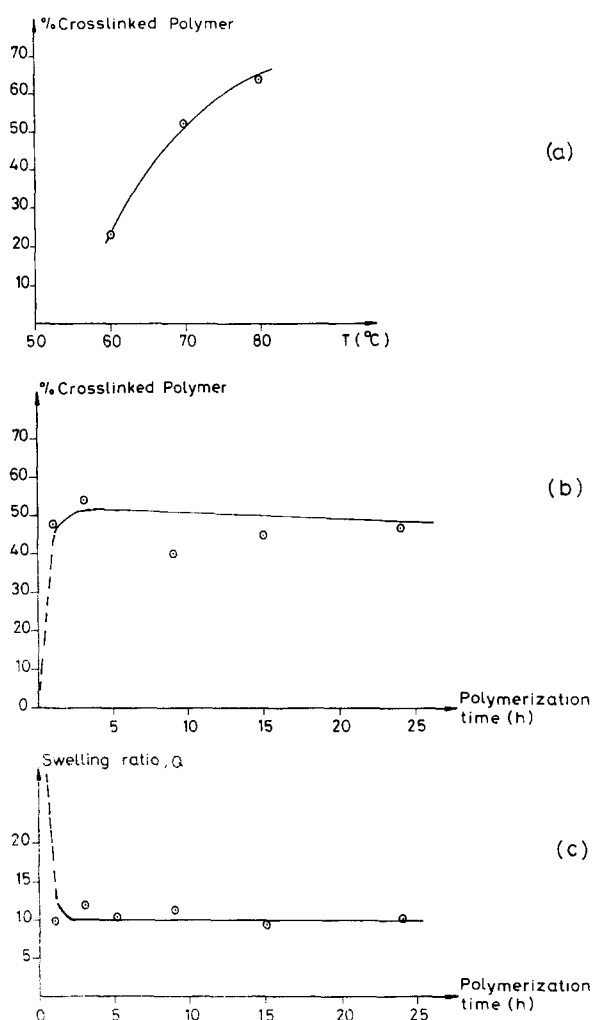 % Crosslinked Polymer
70
60
50
40
30
20
10
50 60 70 80 T(°C)
(a)
% Crosslinked Polymer
70
60
50
40
30
20
10
0
5 10 15 20 25
Polymerization
time (h)
(b)
Swelling ratio, Q
20
15
10
5
0 5 10 15 20 25
Polymerization
time (h)
(c)